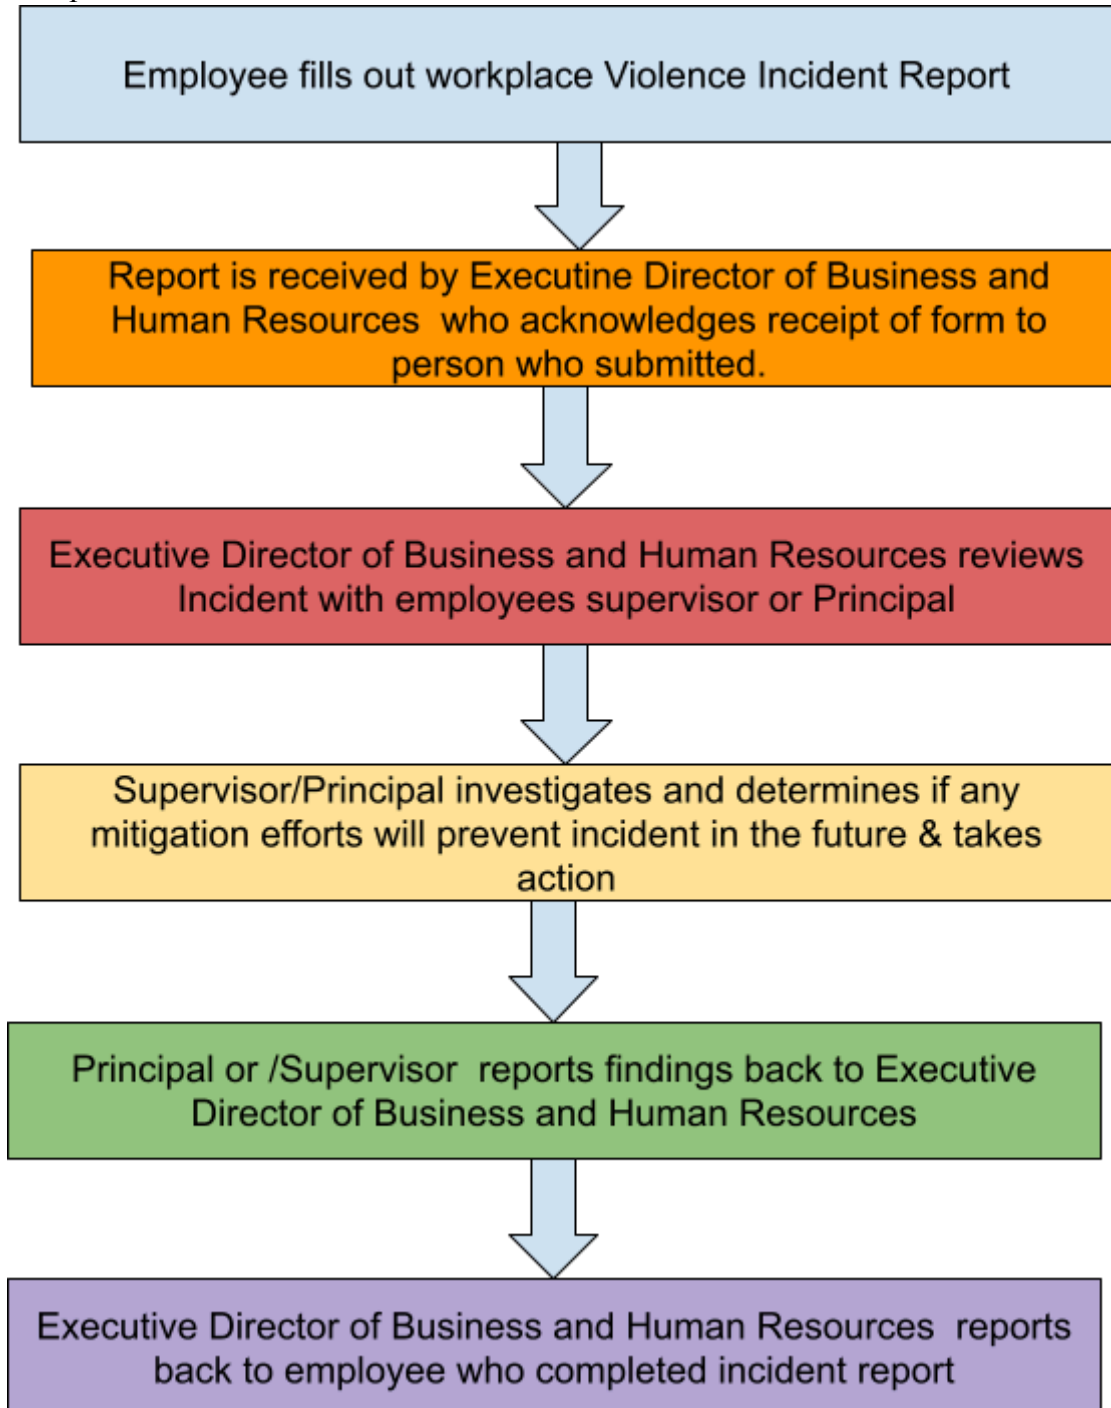 Employee fills out workplace Violence Incident Report
Report is received by Executine Director of Business and
Human Resources  who acknowledges receipt of form to
person who submitted.
Executive Director of Business and Human Resources reviews
Incident with employees supervisor or Principal
Supervisor/Principal investigates and determines if any
mitigation efforts will prevent incident in the future & takes
action
Principal or /Supervisor  reports findings back to Executive
Director of Business and Human Resources
Executive Director of Business and Human Resources  reports
back to employee who completed incident report